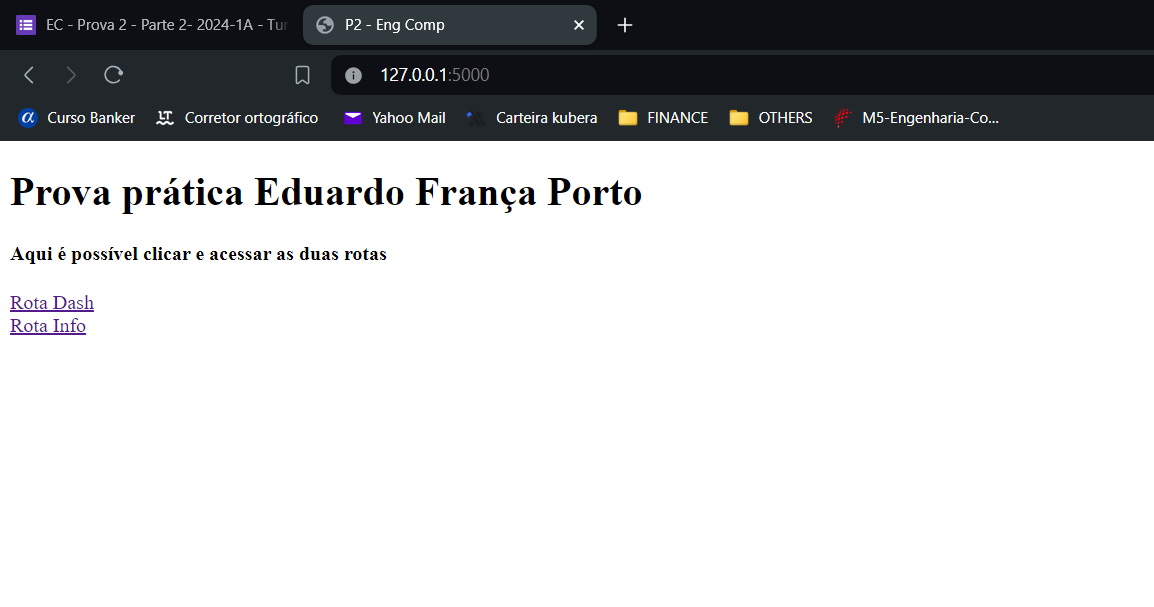 EC - Prova 2 - Parte 2- 2024-1A - Tur
P2 - Eng Comp
127.0.0.1:5000
Curso Banker
Corretor ortográfico
Yahoo Mail
Carteira kubera
FINANCE
OTHERS
M5-Engenharia-Co...
Prova prática Eduardo França Porto
Aqui é possível clicar e acessar as duas rotas
Rota Dash
Rota Info